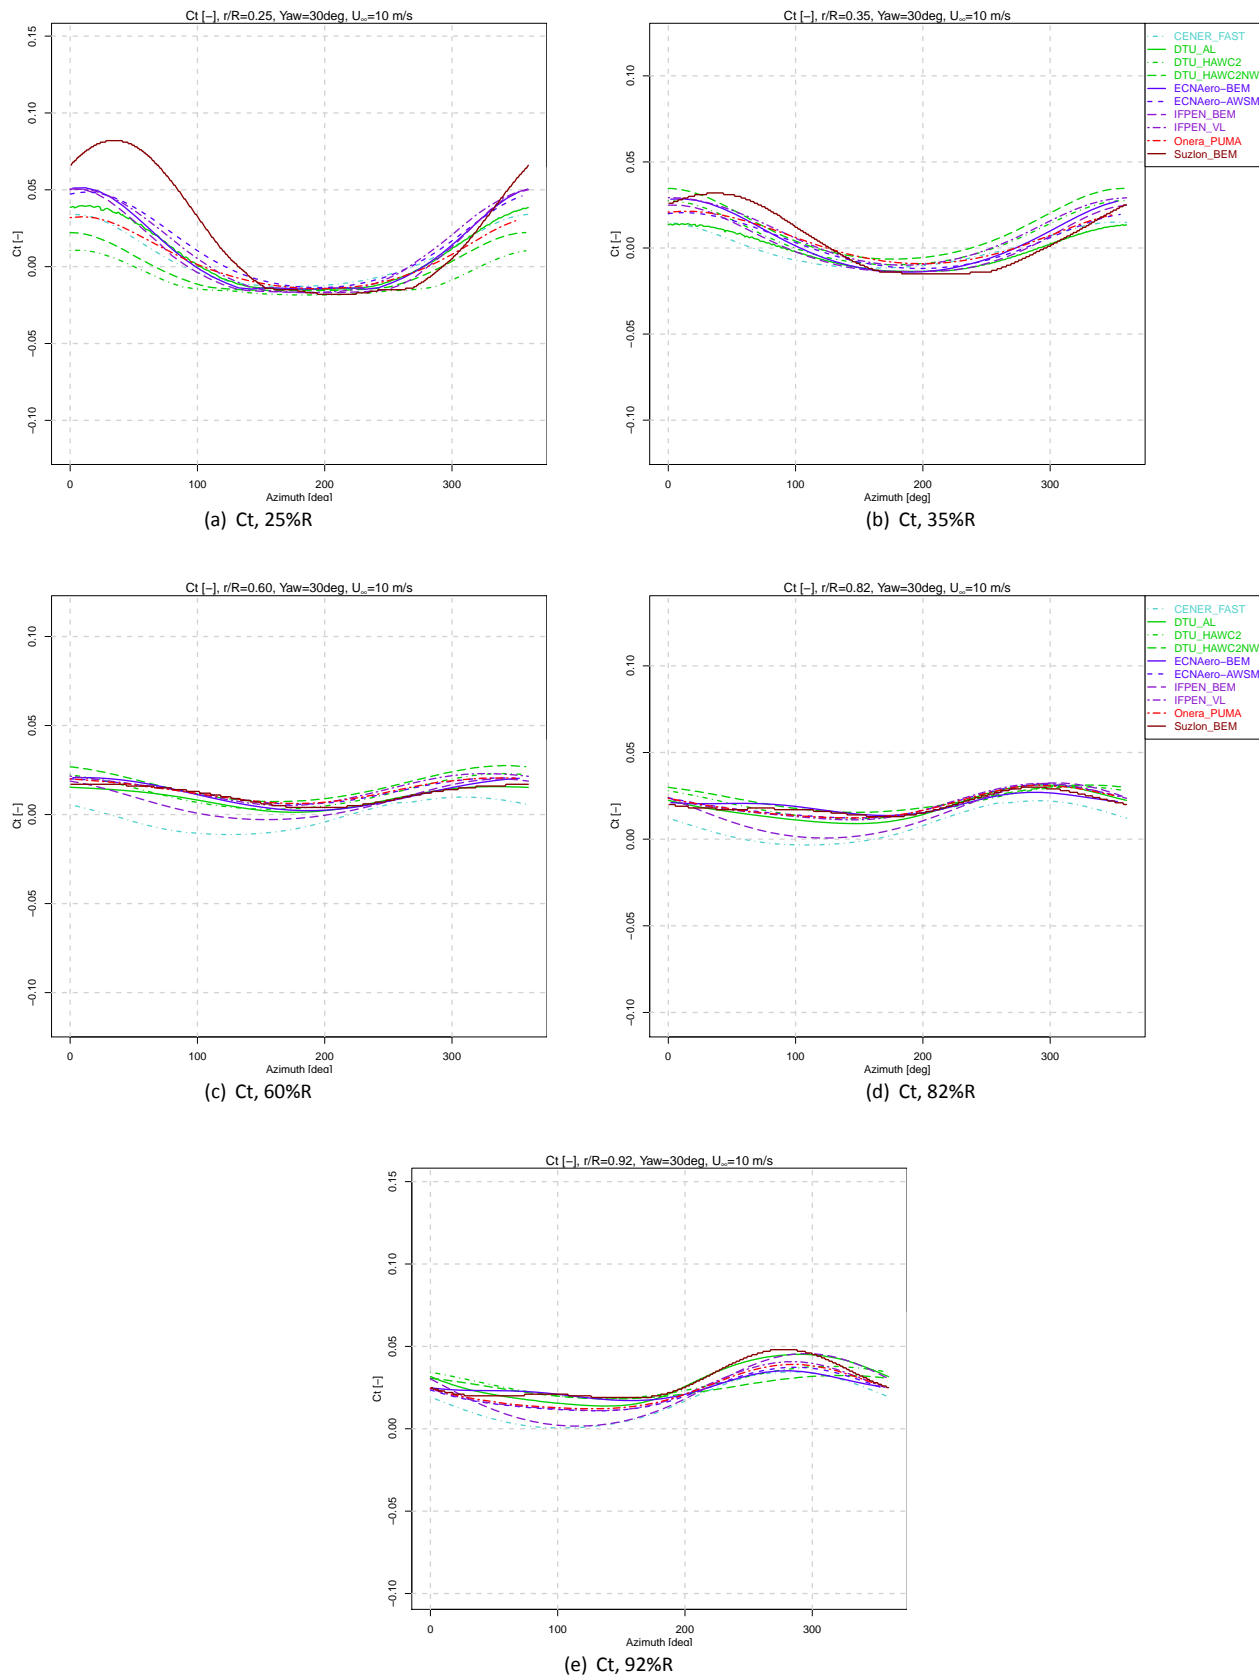 Ct [−], r/R=0.25, Yaw=30deg, U∞=10 m/s
0.15
0.10
0.05
0.00
−0.05
−0.10
Ct [−]
0 100 200 300
Azimuth [deg]
(a) Ct, 25%R
Ct [−], r/R=0.35, Yaw=30deg, U∞=10 m/s
0.10
0.05
0.00
−0.05
−0.10
Ct [−]
0 100 200 300
Azimuth [deg]
CENER_FAST
DTU_AL
DTU_HAWC2
DTU_HAWC2NW
ECNAero−BEM
ECNAero−AWSM
IFPEN_BEM
IFPEN_VL
Onera_PUMA
Suzlon_BEM
(b) Ct, 35%R
Ct [−], r/R=0.60, Yaw=30deg, U∞=10 m/s
0.10
0.05
0.00
−0.05
−0.10
Ct [−]
0 100 200 300
Azimuth [deg]
(c) Ct, 60%R
Ct [−], r/R=0.82, Yaw=30deg, U∞=10 m/s
0.10
0.05
0.00
−0.05
−0.10
Ct [−]
0 100 200 300
Azimuth [deg]
CENER_FAST
DTU_AL
DTU_HAWC2
DTU_HAWC2NW
ECNAero−BEM
ECNAero−AWSM
IFPEN_BEM
IFPEN_VL
Onera_PUMA
Suzlon_BEM
(d) Ct, 82%R
Ct [−], r/R=0.92, Yaw=30deg, U∞=10 m/s
0.15
0.10
0.05
0.00
−0.05
−0.10
Ct [−]
0 100 200 300
Azimuth [deg]
(e) Ct, 92%R